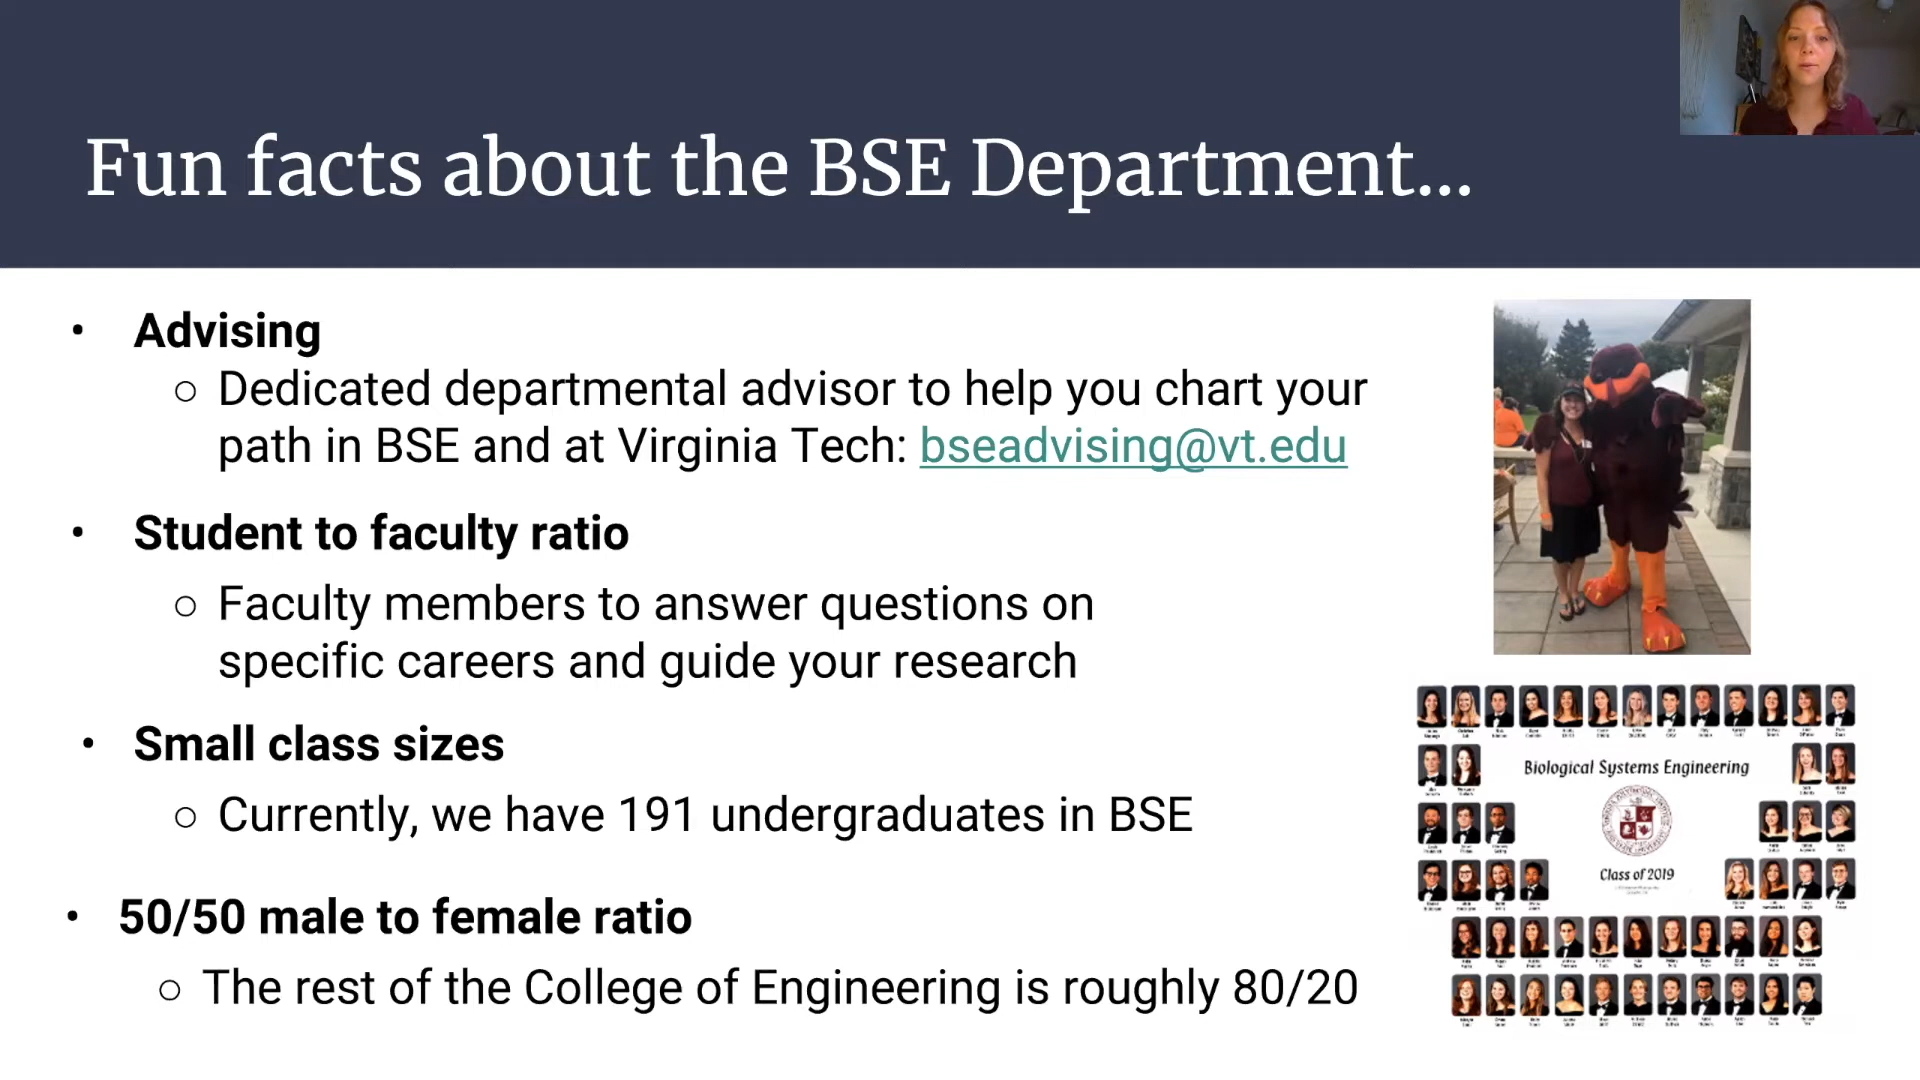 Fun facts about the BSE Department...
• Advising
○ Dedicated departmental advisor to help you chart your
path in BSE and at Virginia Tech: bseadvising@vt.edu
• Student to faculty ratio
○ Faculty members to answer questions on
specific careers and guide your research
• Small class sizes
○ Currently, we have 191 undergraduates in BSE
• 50/50 male to female ratio
○ The rest of the College of Engineering is roughly 80/20
Biological Systems Engineering
Class of 2019